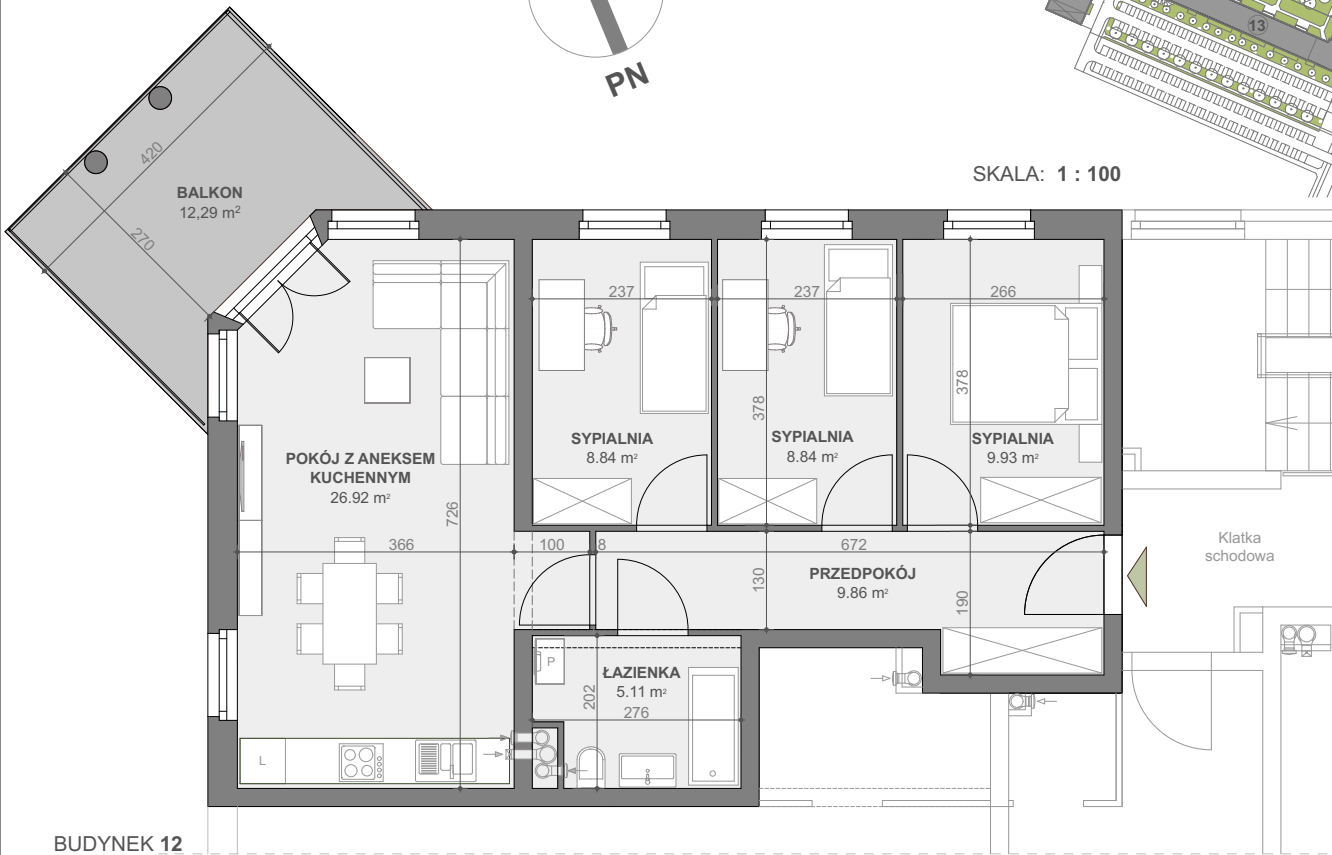 PN
13
SKALA: 1 : 100
420
BALKON
12,29 m²
270
237
237
266
378
378
SYPIALNIA
8.84 m²
SYPIALNIA
8.84 m²
SYPIALNIA
9.93 m²
POKÓJ Z ANEKSEM
KUCHENNYM
26.92 m²
726
366
100
8
672
Klatka
schodowa
130
PRZEDPOKÓJ
9.86 m²
190
P
ŁAZIENKA
5.11 m²
202
276
L
BUDYNEK 12